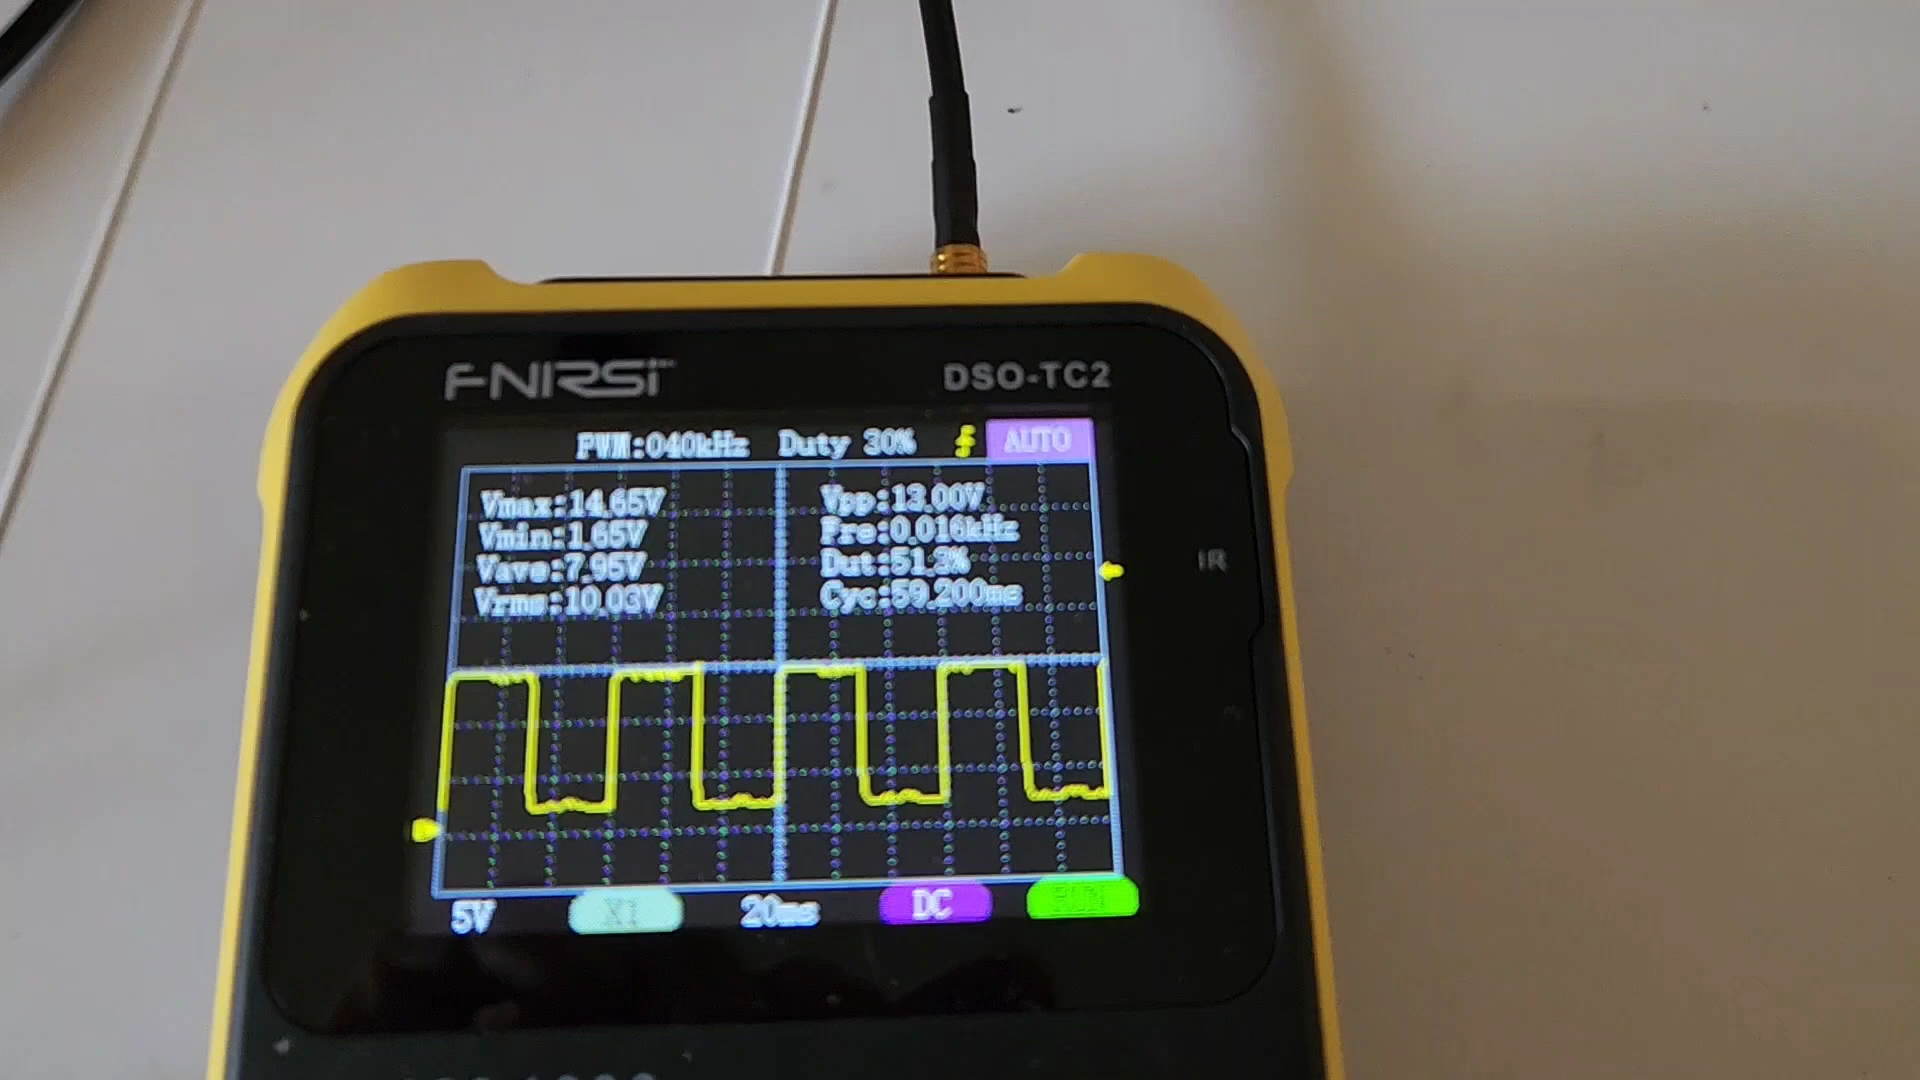 FNIRSI DSO-TC2
PWM:040kHz Duty 30% AUTO
Vmax:14.65V Vpp:13.00V
Vmin:1.65V Fre:0.016kHz
Vave:7.95V Dut:51.3%
Vrms:10.03V Cyc:59.200ms
IR
5V X1 20ms DC RUN